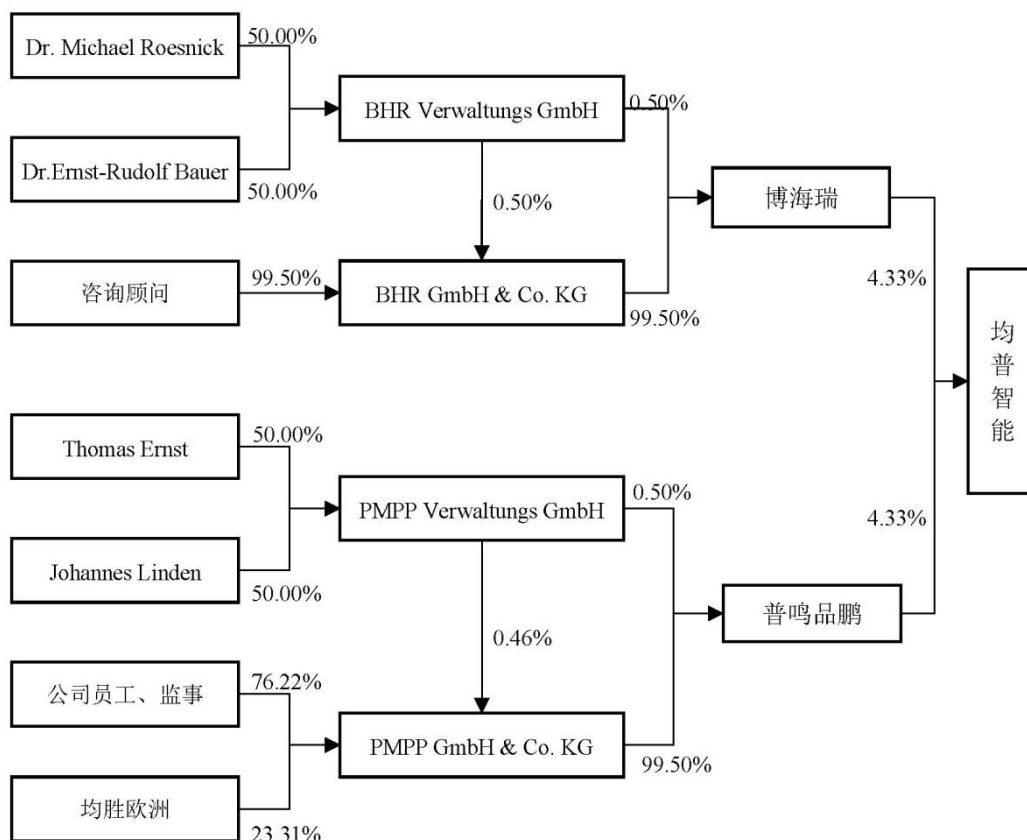 Dr. Michael Roesnick
50.00%
BHR Verwaltungs GmbH
0.50%
Dr.Ernst-Rudolf Bauer
50.00%
0.50%
博海瑞
咨询顾问
99.50%
BHR GmbH & Co. KG
99.50%
4.33%
均普智能
Thomas Ernst
50.00%
PMPP Verwaltungs GmbH
0.50%
4.33%
Johannes Linden
50.00%
0.46%
普鸣品鹏
公司员工、监事
76.22%
PMPP GmbH & Co. KG
99.50%
均胜欧洲
23.31%